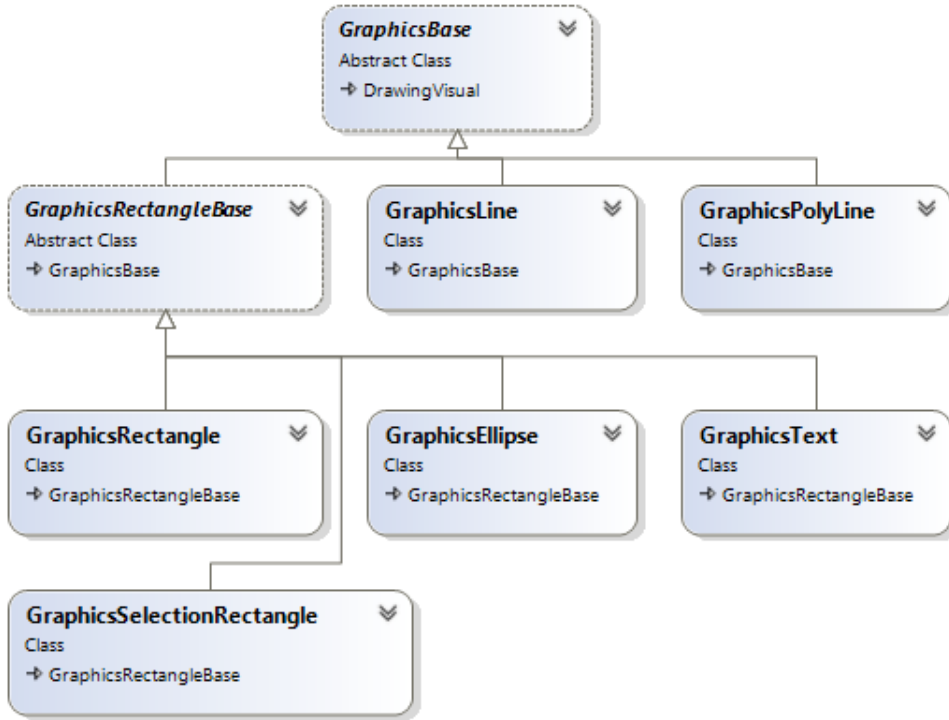 GraphicsBase
Abstract Class
DrawingVisual
GraphicsRectangleBase
Abstract Class
GraphicsBase
GraphicsLine
Class
GraphicsBase
GraphicsPolyLine
Class
GraphicsBase
GraphicsRectangle
Class
GraphicsRectangleBase
GraphicsEllipse
Class
GraphicsRectangleBase
GraphicsText
Class
GraphicsRectangleBase
GraphicsSelectionRectangle
Class
GraphicsRectangleBase